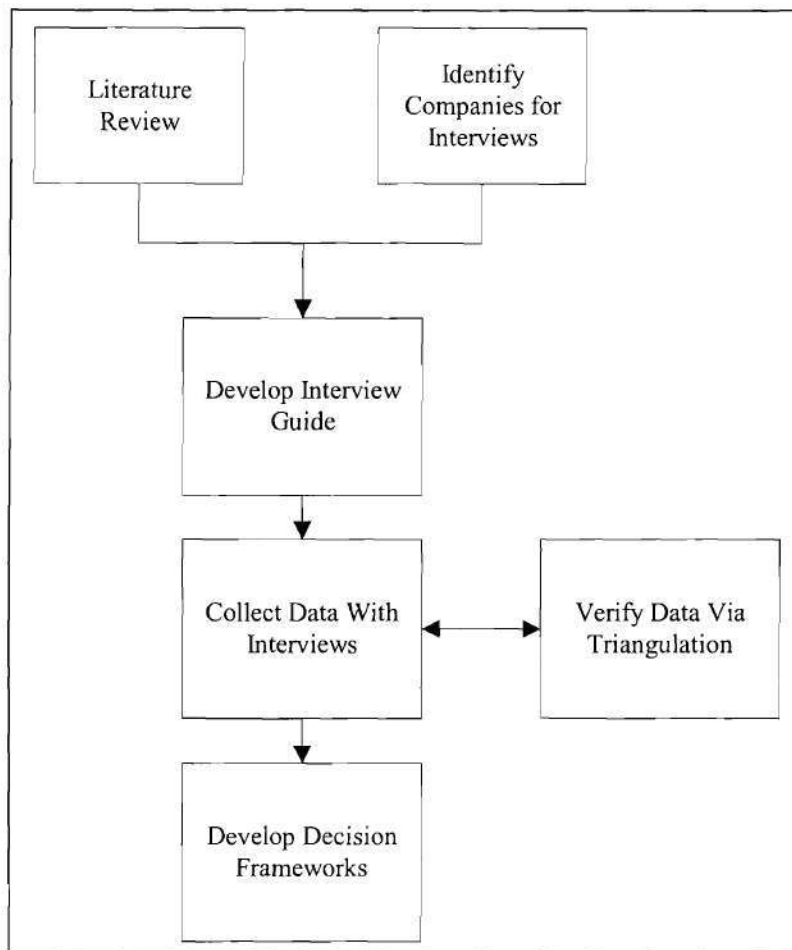 Literature
Review
Identify
Companies for
Interviews
Develop Interview
Guide
Collect Data With
Interviews
Verify Data Via
Triangulation
Develop Decision
Frameworks